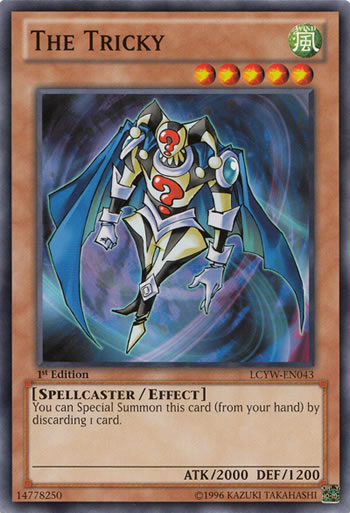 THE TRICKY
WIND
風
?
?
1st Edition
LCYW-EN043
[SPELLCASTER / EFFECT]
You can Special Summon this card (from your hand) by
discarding 1 card.
ATK/2000 DEF/1200
14778250
©1996 KAZUKI TAKAHASHI